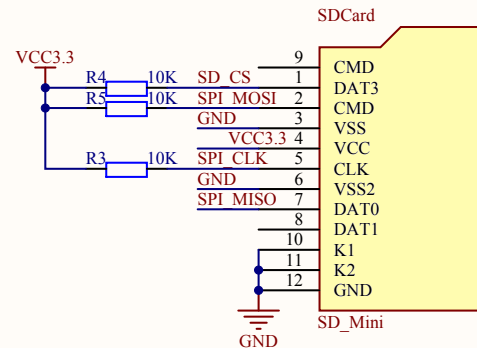 SDCard
VCC3.3
9 CMD
R4 10K SD_CS 1 DAT3
R5 10K SPI_MOSI 2 CMD
GND 3 VSS
VCC3.3 4 VCC
R3 10K SPI_CLK 5 CLK
GND 6 VSS2
SPI_MISO 7 DAT0
8 DAT1
10 K1
11 K2
12 GND
SD_Mini
GND